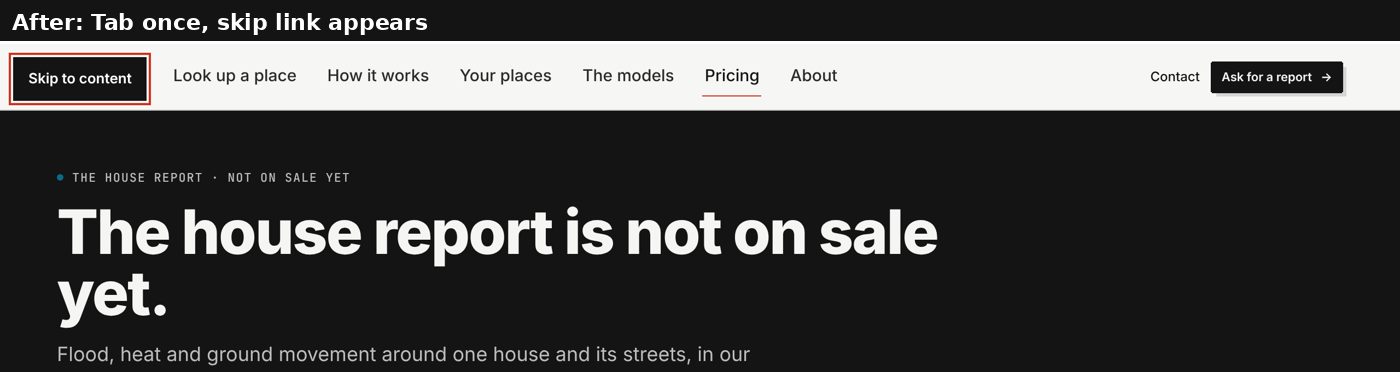 After: Tab once, skip link appears
Skip to content Look up a place How it works Your places The models Pricing About Contact Ask for a report →
THE HOUSE REPORT · NOT ON SALE YET
The house report is not on sale
yet.
Flood, heat and ground movement around one house and its streets, in our